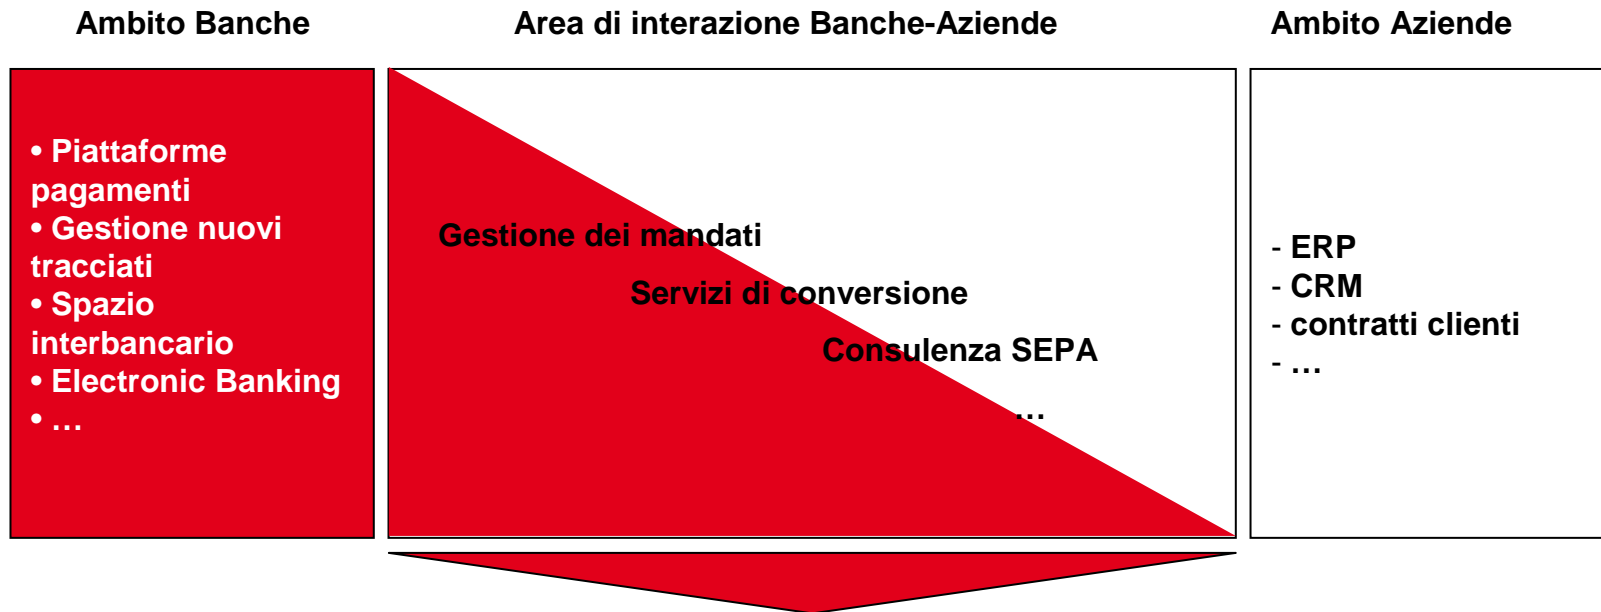 Ambito Banche
Area di interazione Banche-Aziende
Ambito Aziende
• Piattaforme
pagamenti
• Gestione nuovi
tracciati
• Spazio
interbancario
• Electronic Banking
• …
Gestione dei mandati
Servizi di conversione
Consulenza SEPA
…
- ERP
- CRM
- contratti clienti
- …